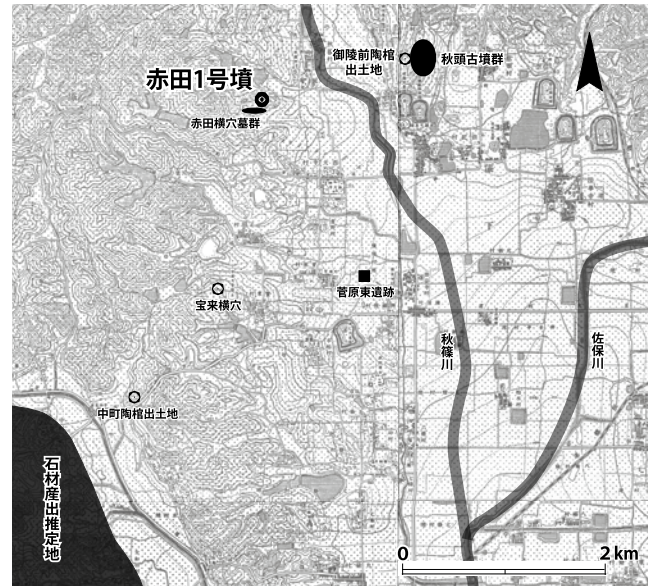 御陵前陶棺
出土地
秋頭古墳群
赤田1号墳
赤田横穴墓群
宝来横穴
菅原東遺跡
秋篠川
佐保川
中町陶棺出土地
石材産出推定地
0
2 km